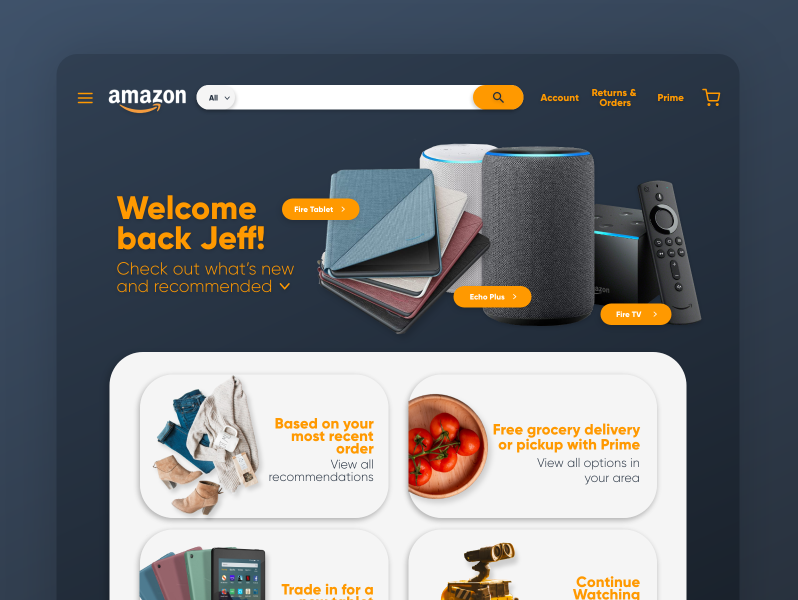 amazon
All
Account
Returns &
Orders
Prime
Welcome
back Jeff!
Check out what's new
and recommended
Fire Tablet
Echo Plus
Fire TV
Based on your
most recent
order
View all
recommendations
Free grocery delivery
or pickup with Prime
View all options in
your area
Trade in for a
new tablet
Continue
Watching